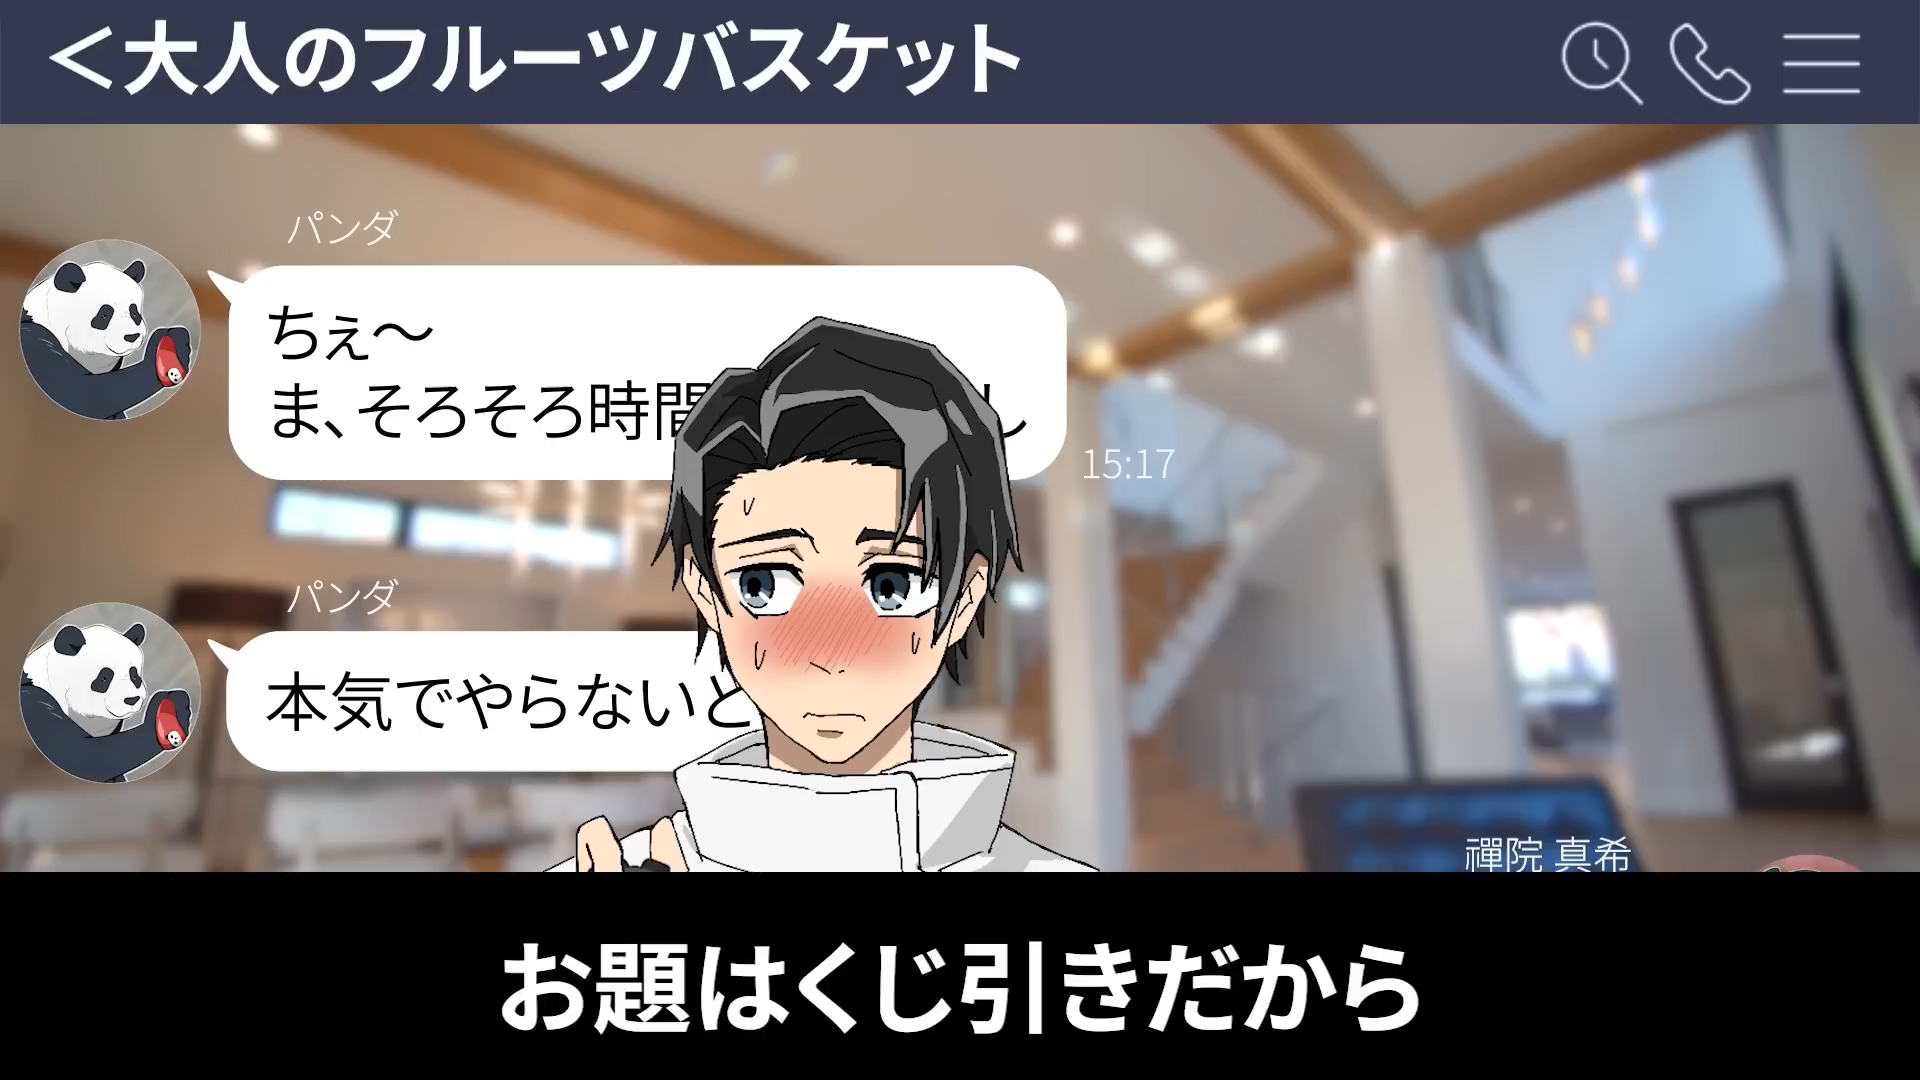 ＜大人のフルーツバスケット
パンダ
ちぇ～
ま、そろそろ時間
し
15:17
パンダ
本気でやらないと
禪院 真希
お題はくじ引きだから